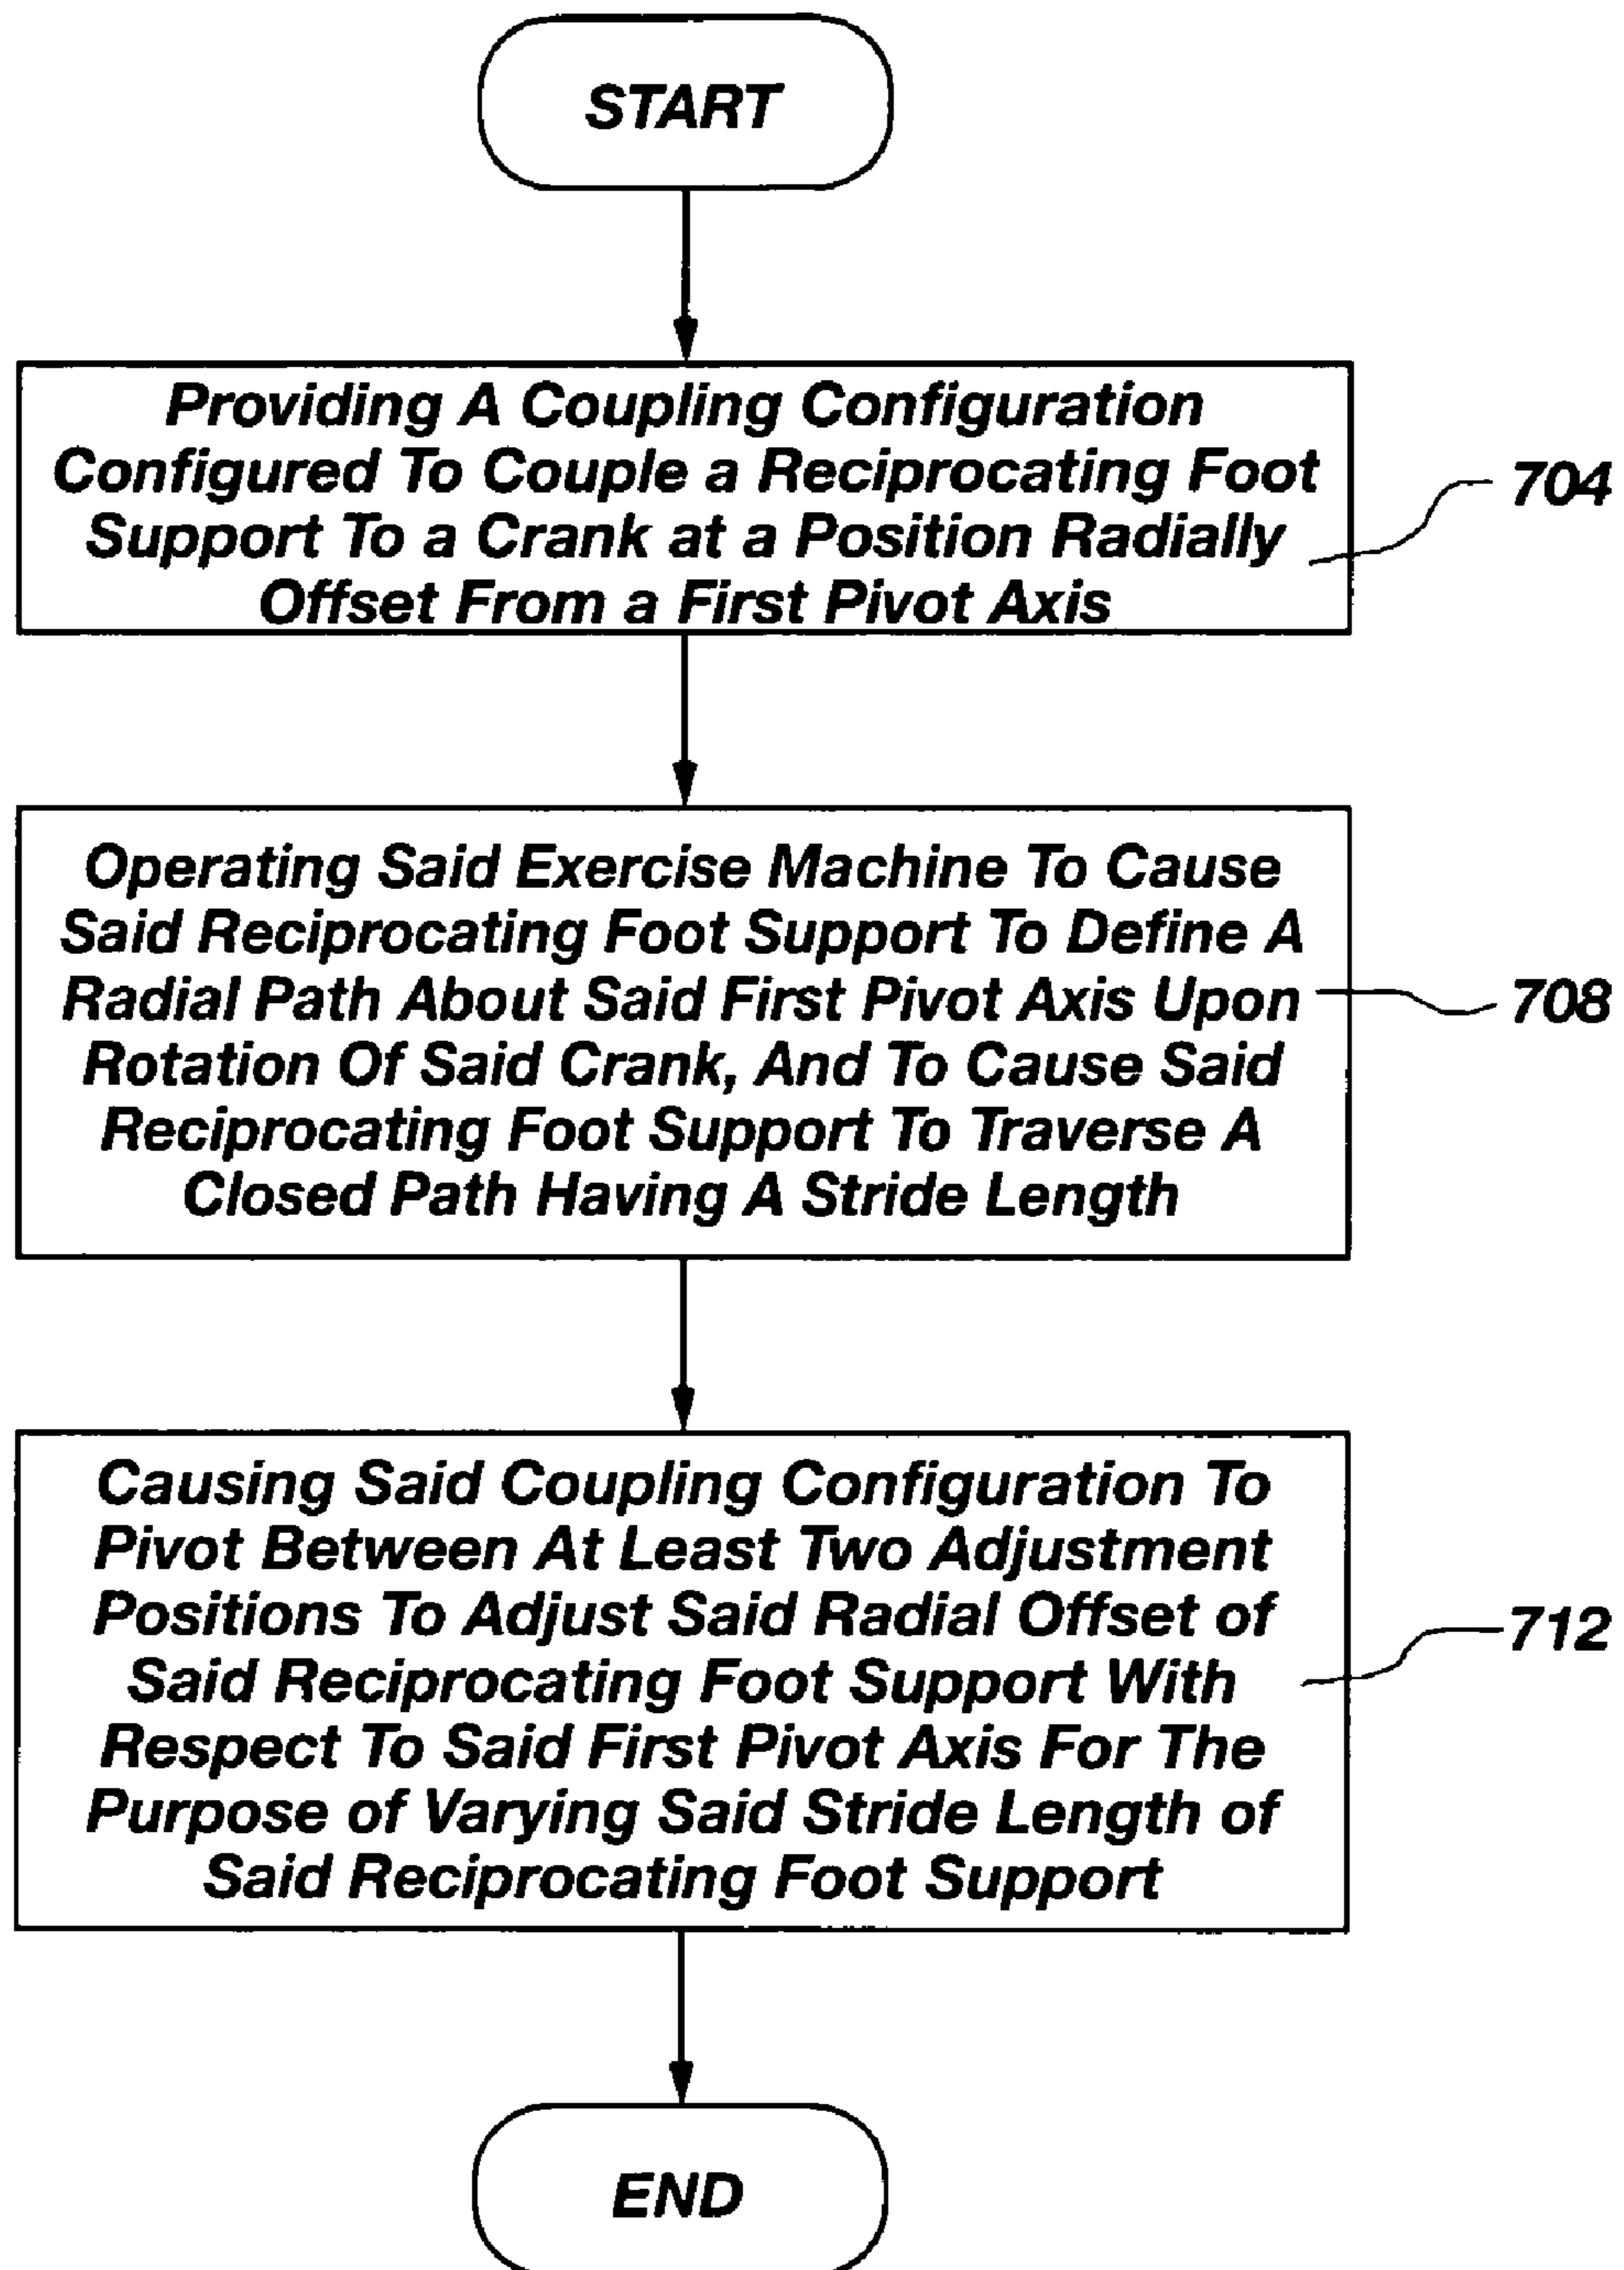 START
Providing A Coupling Configuration
Configured To Couple a Reciprocating Foot
Support To a Crank at a Position Radially
Offset From a First Pivot Axis
704
Operating Said Exercise Machine To Cause
Said Reciprocating Foot Support To Define A
Radial Path About Said First Pivot Axis Upon
Rotation Of Said Crank, And To Cause Said
Reciprocating Foot Support To Traverse A
Closed Path Having A Stride Length
708
Causing Said Coupling Configuration To
Pivot Between At Least Two Adjustment
Positions To Adjust Said Radial Offset of
Said Reciprocating Foot Support With
Respect To Said First Pivot Axis For The
Purpose of Varying Said Stride Length of
Said Reciprocating Foot Support
712
END